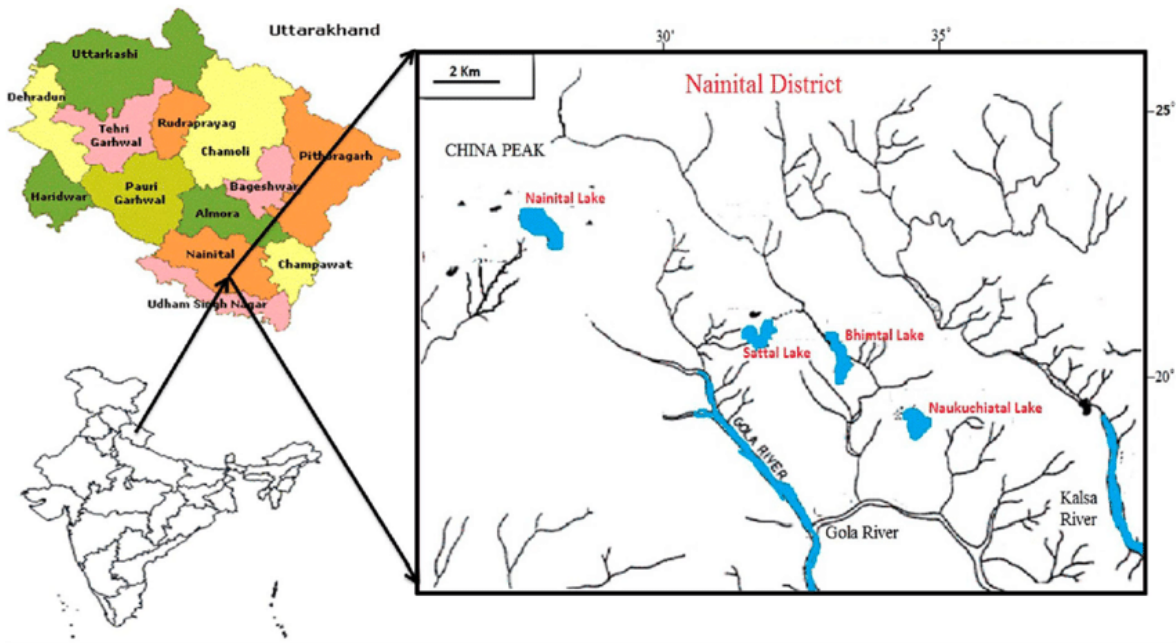 Uttarakhand
Uttarkashi
Dehradun
Tehri
Garhwal
Rudraprayag
Chamoli
Pithoragarh
Haridwar
Pauri
Garhwal
Bageshwar
Almora
Nainital
Champawat
Udham Singh Nagar
30'
35'
2 Km
Nainital District
25°
CHINA PEAK
Nainital Lake
Sattal Lake
Bhimtal Lake
20°
Naukuchiatal Lake
GOLA RIVER
Gola River
Kalsa
River